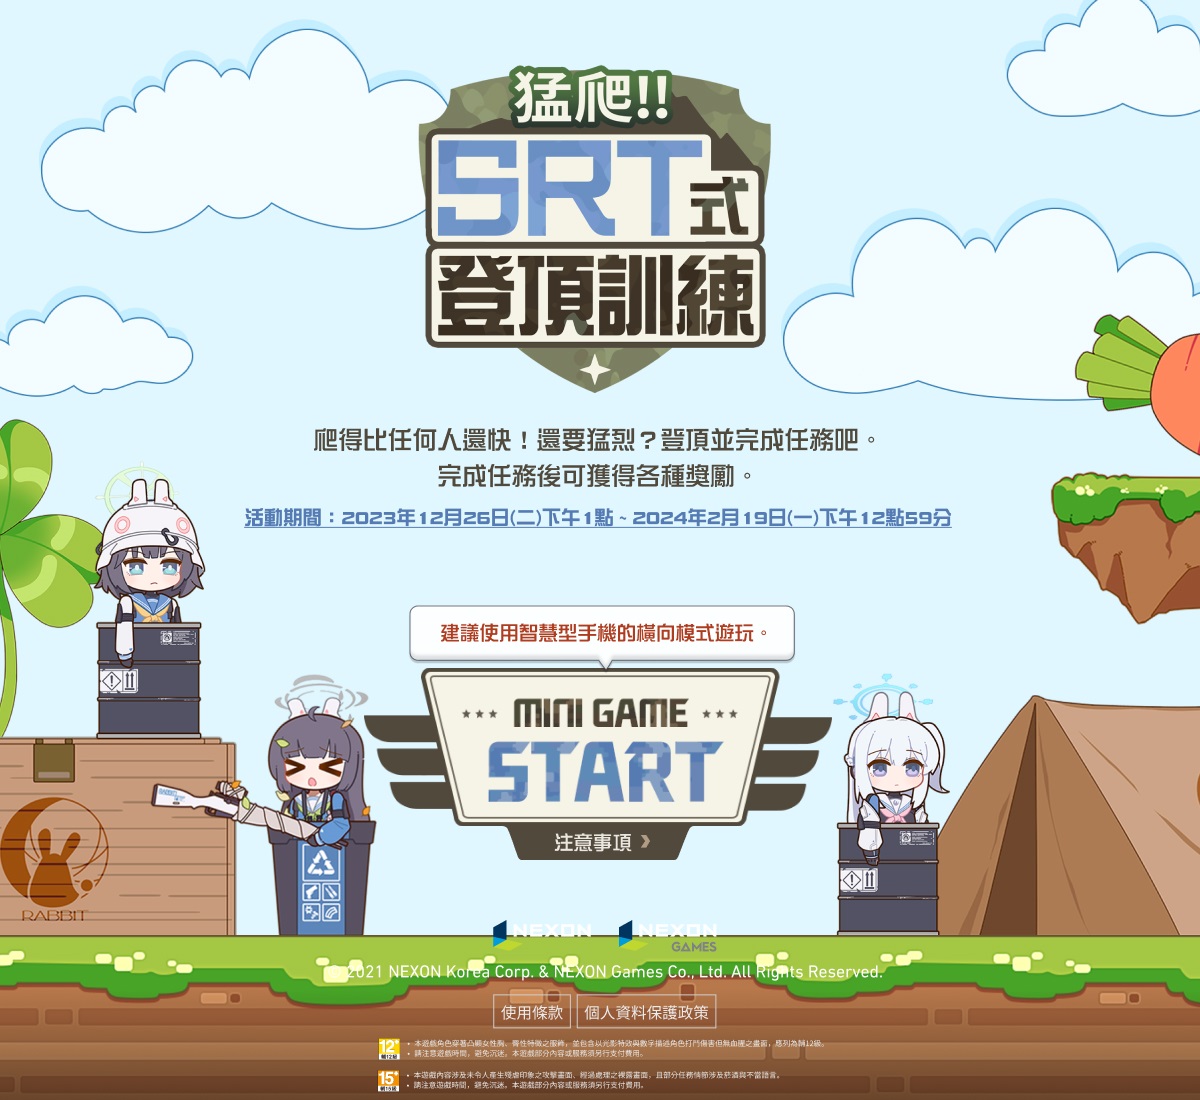 猛爬!!
SRT式
登頂訓練
爬得比任何人還快！還要猛烈？登頂並完成任務吧。
完成任務後可獲得各種獎勵。
活動期間：2023年12月26日(二)下午1點 ~ 2024年2月19日(一)下午12點59分
建議使用智慧型手機的橫向模式遊玩。
MINI GAME
START
注意事項
RABBIT
NEXON NEXON GAMES
© 2021 NEXON Korea Corp. & NEXON Games Co., Ltd. All Rights Reserved.
使用條款 個人資料保護政策
12+
輔12級
・本遊戲角色穿著凸顯女性胸、臀性特徵之服飾，並包含以光影特效與數字描述角色打鬥傷害但無血腥之畫面，應列為輔12級。
・請注意遊戲時間，避免沉迷。本遊戲部分內容或服務須另行支付費用。
15+
輔15級
・本遊戲內容涉及未令人產生殘虐印象之攻擊畫面、經過處理之裸露畫面，且部分任務情節涉及菸酒與不當語言。
・請注意遊戲時間，避免沉迷。本遊戲部分內容或服務須另行支付費用。